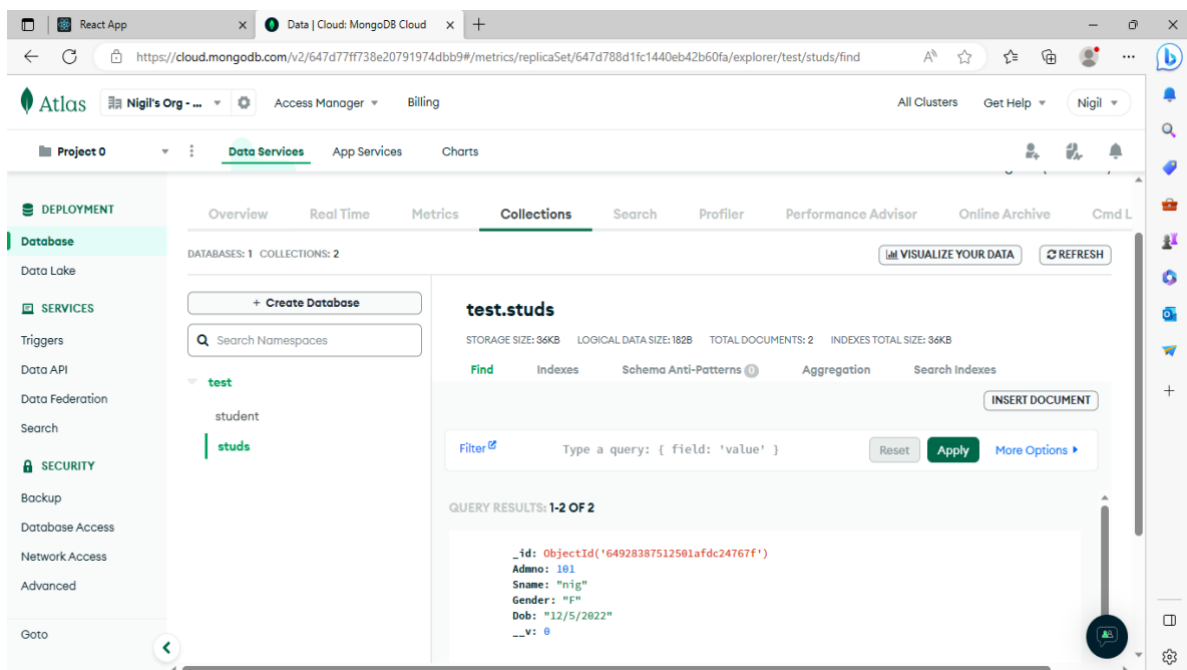 React App
Data | Cloud: MongoDB Cloud
https://cloud.mongodb.com/v2/647d77ff738e20791974dbb9#/metrics/replicaSet/647d788d1fc1440eb42b60fa/explorer/test/studs/find
Atlas Nigil's Org - ... Access Manager Billing All Clusters Get Help Nigil
Project 0 Data Services App Services Charts
DEPLOYMENT
Database
Data Lake
SERVICES
Triggers
Data API
Data Federation
Search
SECURITY
Backup
Database Access
Network Access
Advanced
Goto
Overview Real Time Metrics Collections Search Profiler Performance Advisor Online Archive Cmd L
DATABASES: 1 COLLECTIONS: 2
VISUALIZE YOUR DATA REFRESH
+ Create Database
Search Namespaces
test
student
studs
test.studs
STORAGE SIZE: 36KB LOGICAL DATA SIZE: 182B TOTAL DOCUMENTS: 2 INDEXES TOTAL SIZE: 36KB
Find Indexes Schema Anti-Patterns 0 Aggregation Search Indexes
INSERT DOCUMENT
Filter Type a query: { field: 'value' } Reset Apply More Options
QUERY RESULTS: 1-2 OF 2
_id: ObjectId('64928387512501afdc24767f')
Admno: 101
Sname: "nig"
Gender: "F"
Dob: "12/5/2022"
__v: 0